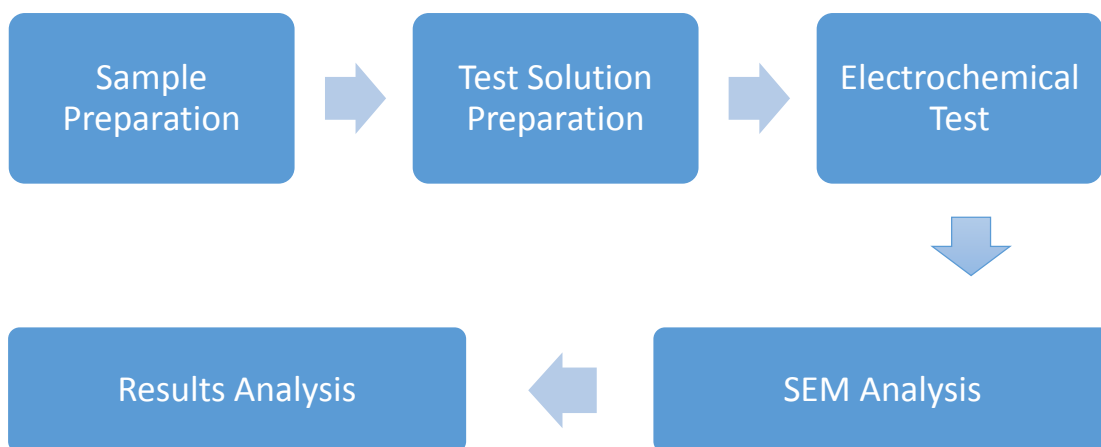 Sample
Preparation
Test Solution
Preparation
Electrochemical
Test
SEM Analysis
Results Analysis